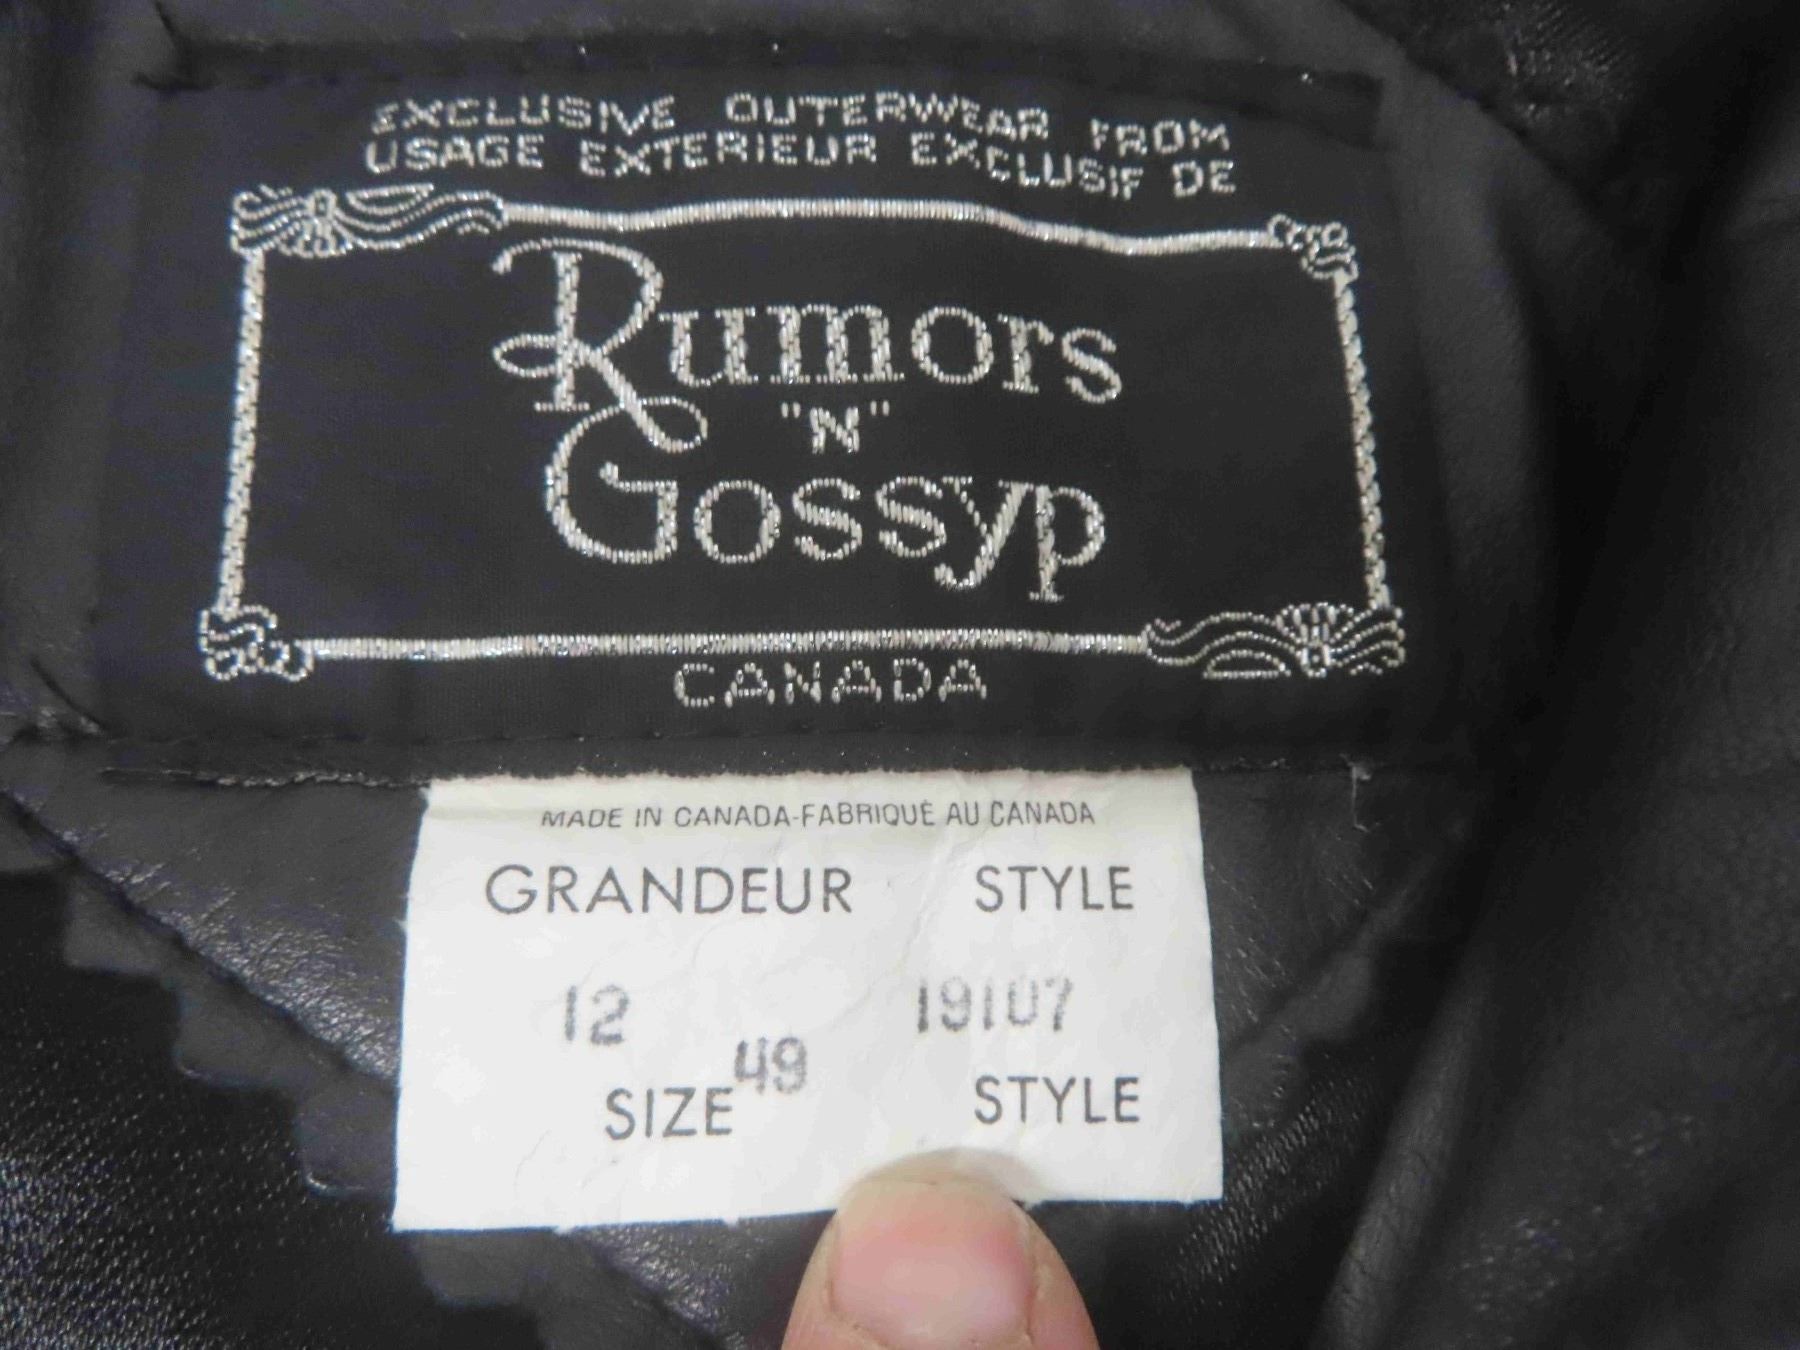 EXCLUSIVE OUTERWEAR FROM
USAGE EXTERIEUR EXCLUSIF DE
Rumors
"N"
Gossyp
CANADA
MADE IN CANADA-FABRIQUÉ AU CANADA
GRANDEUR STYLE
12 19107
49
SIZE STYLE